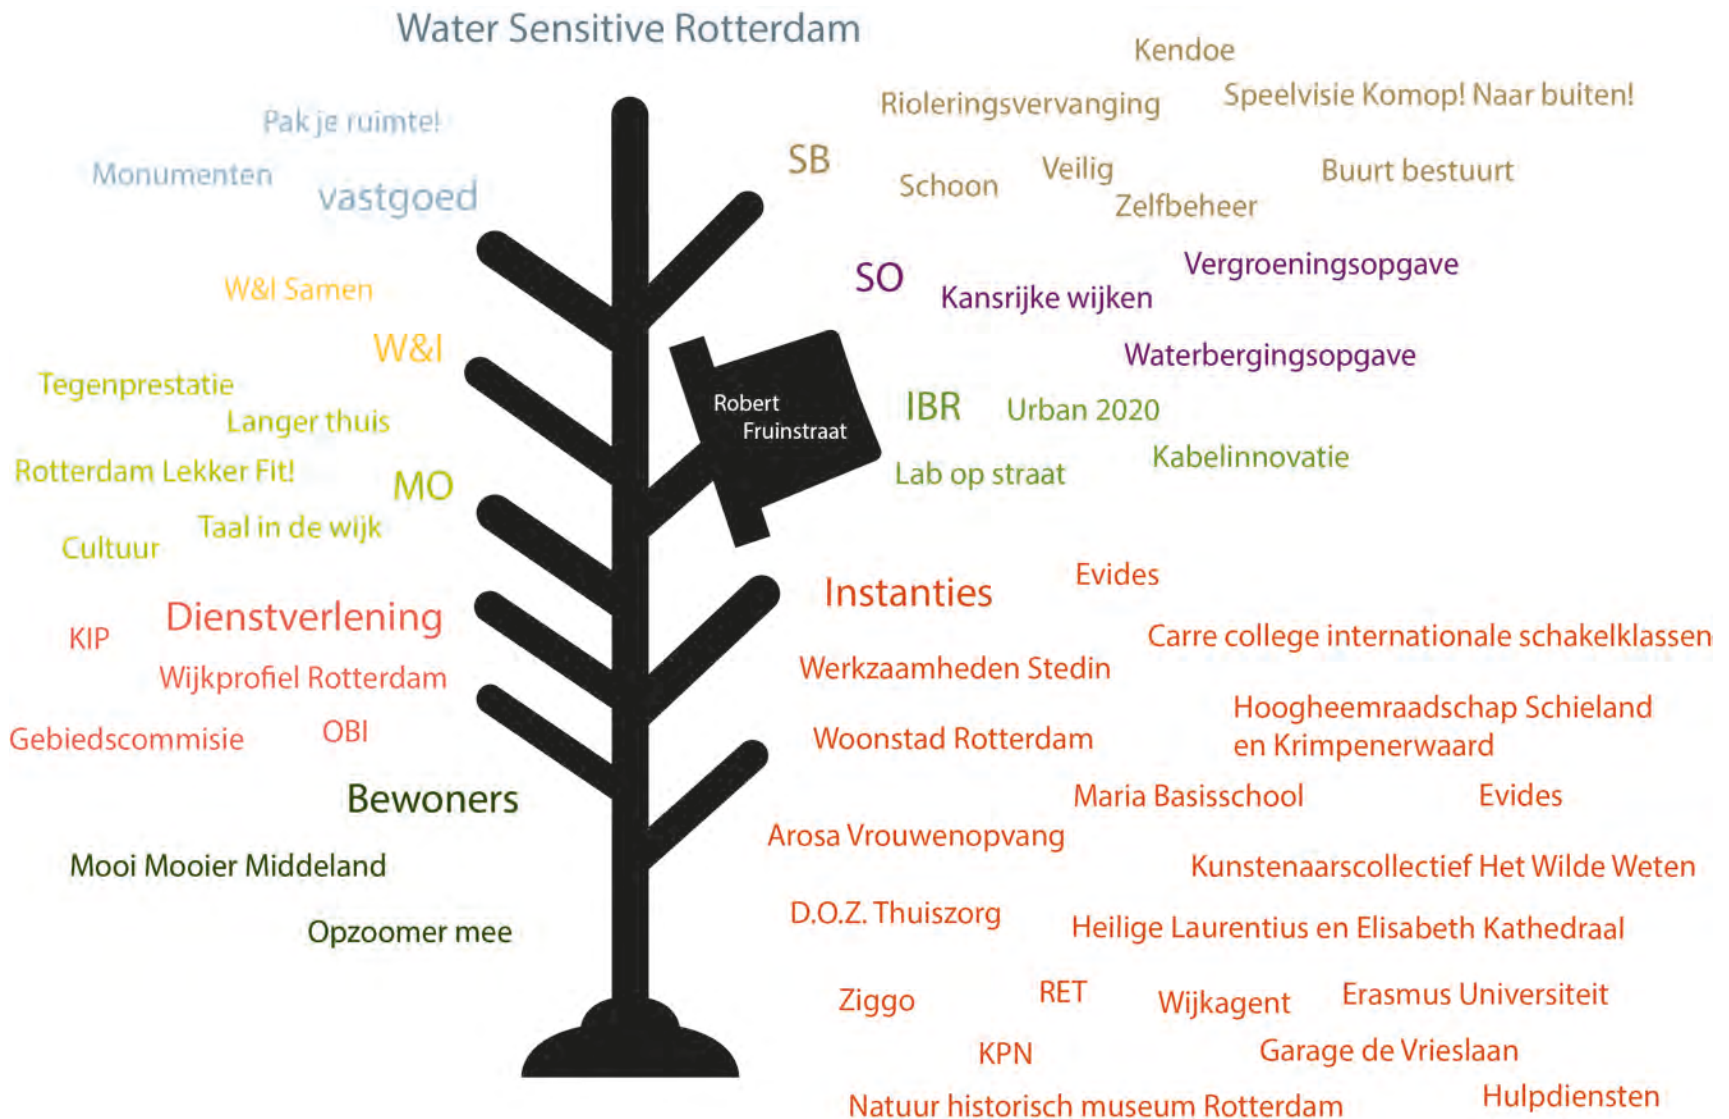 Water Sensitive Rotterdam
Pak je ruimte!
Monumenten
vastgoed
W&I Samen
W&I
Tegenprestatie
Langer thuis
Rotterdam Lekker Fit!
MO
Taal in de wijk
Cultuur
Dienstverlening
KIP
Wijkprofiel Rotterdam
OBI
Gebiedscommisie
Bewoners
Mooi Mooier Middeland
Opzoomer mee
Kendoe
Rioleringsvervanging
Speelvisie Komop! Naar buiten!
SB
Schoon
Veilig
Buurt bestuurt
Zelfbeheer
SO
Kansrijke wijken
Vergroeningsopgave
Waterbergingsopgave
Robert
Fruinstraat
IBR
Urban 2020
Lab op straat
Kabelinnovatie
Instanties
Evides
Carre college internationale schakelklassen
Werkzaamheden Stedin
Hoogheemraadschap Schieland
en Krimpenerwaard
Woonstad Rotterdam
Maria Basisschool
Evides
Arosa Vrouwenopvang
Kunstenaarscollectief Het Wilde Weten
D.O.Z. Thuiszorg
Heilige Laurentius en Elisabeth Kathedraal
Ziggo
RET
Wijkagent
Erasmus Universiteit
KPN
Garage de Vrieslaan
Natuur historisch museum Rotterdam
Hulpdiensten